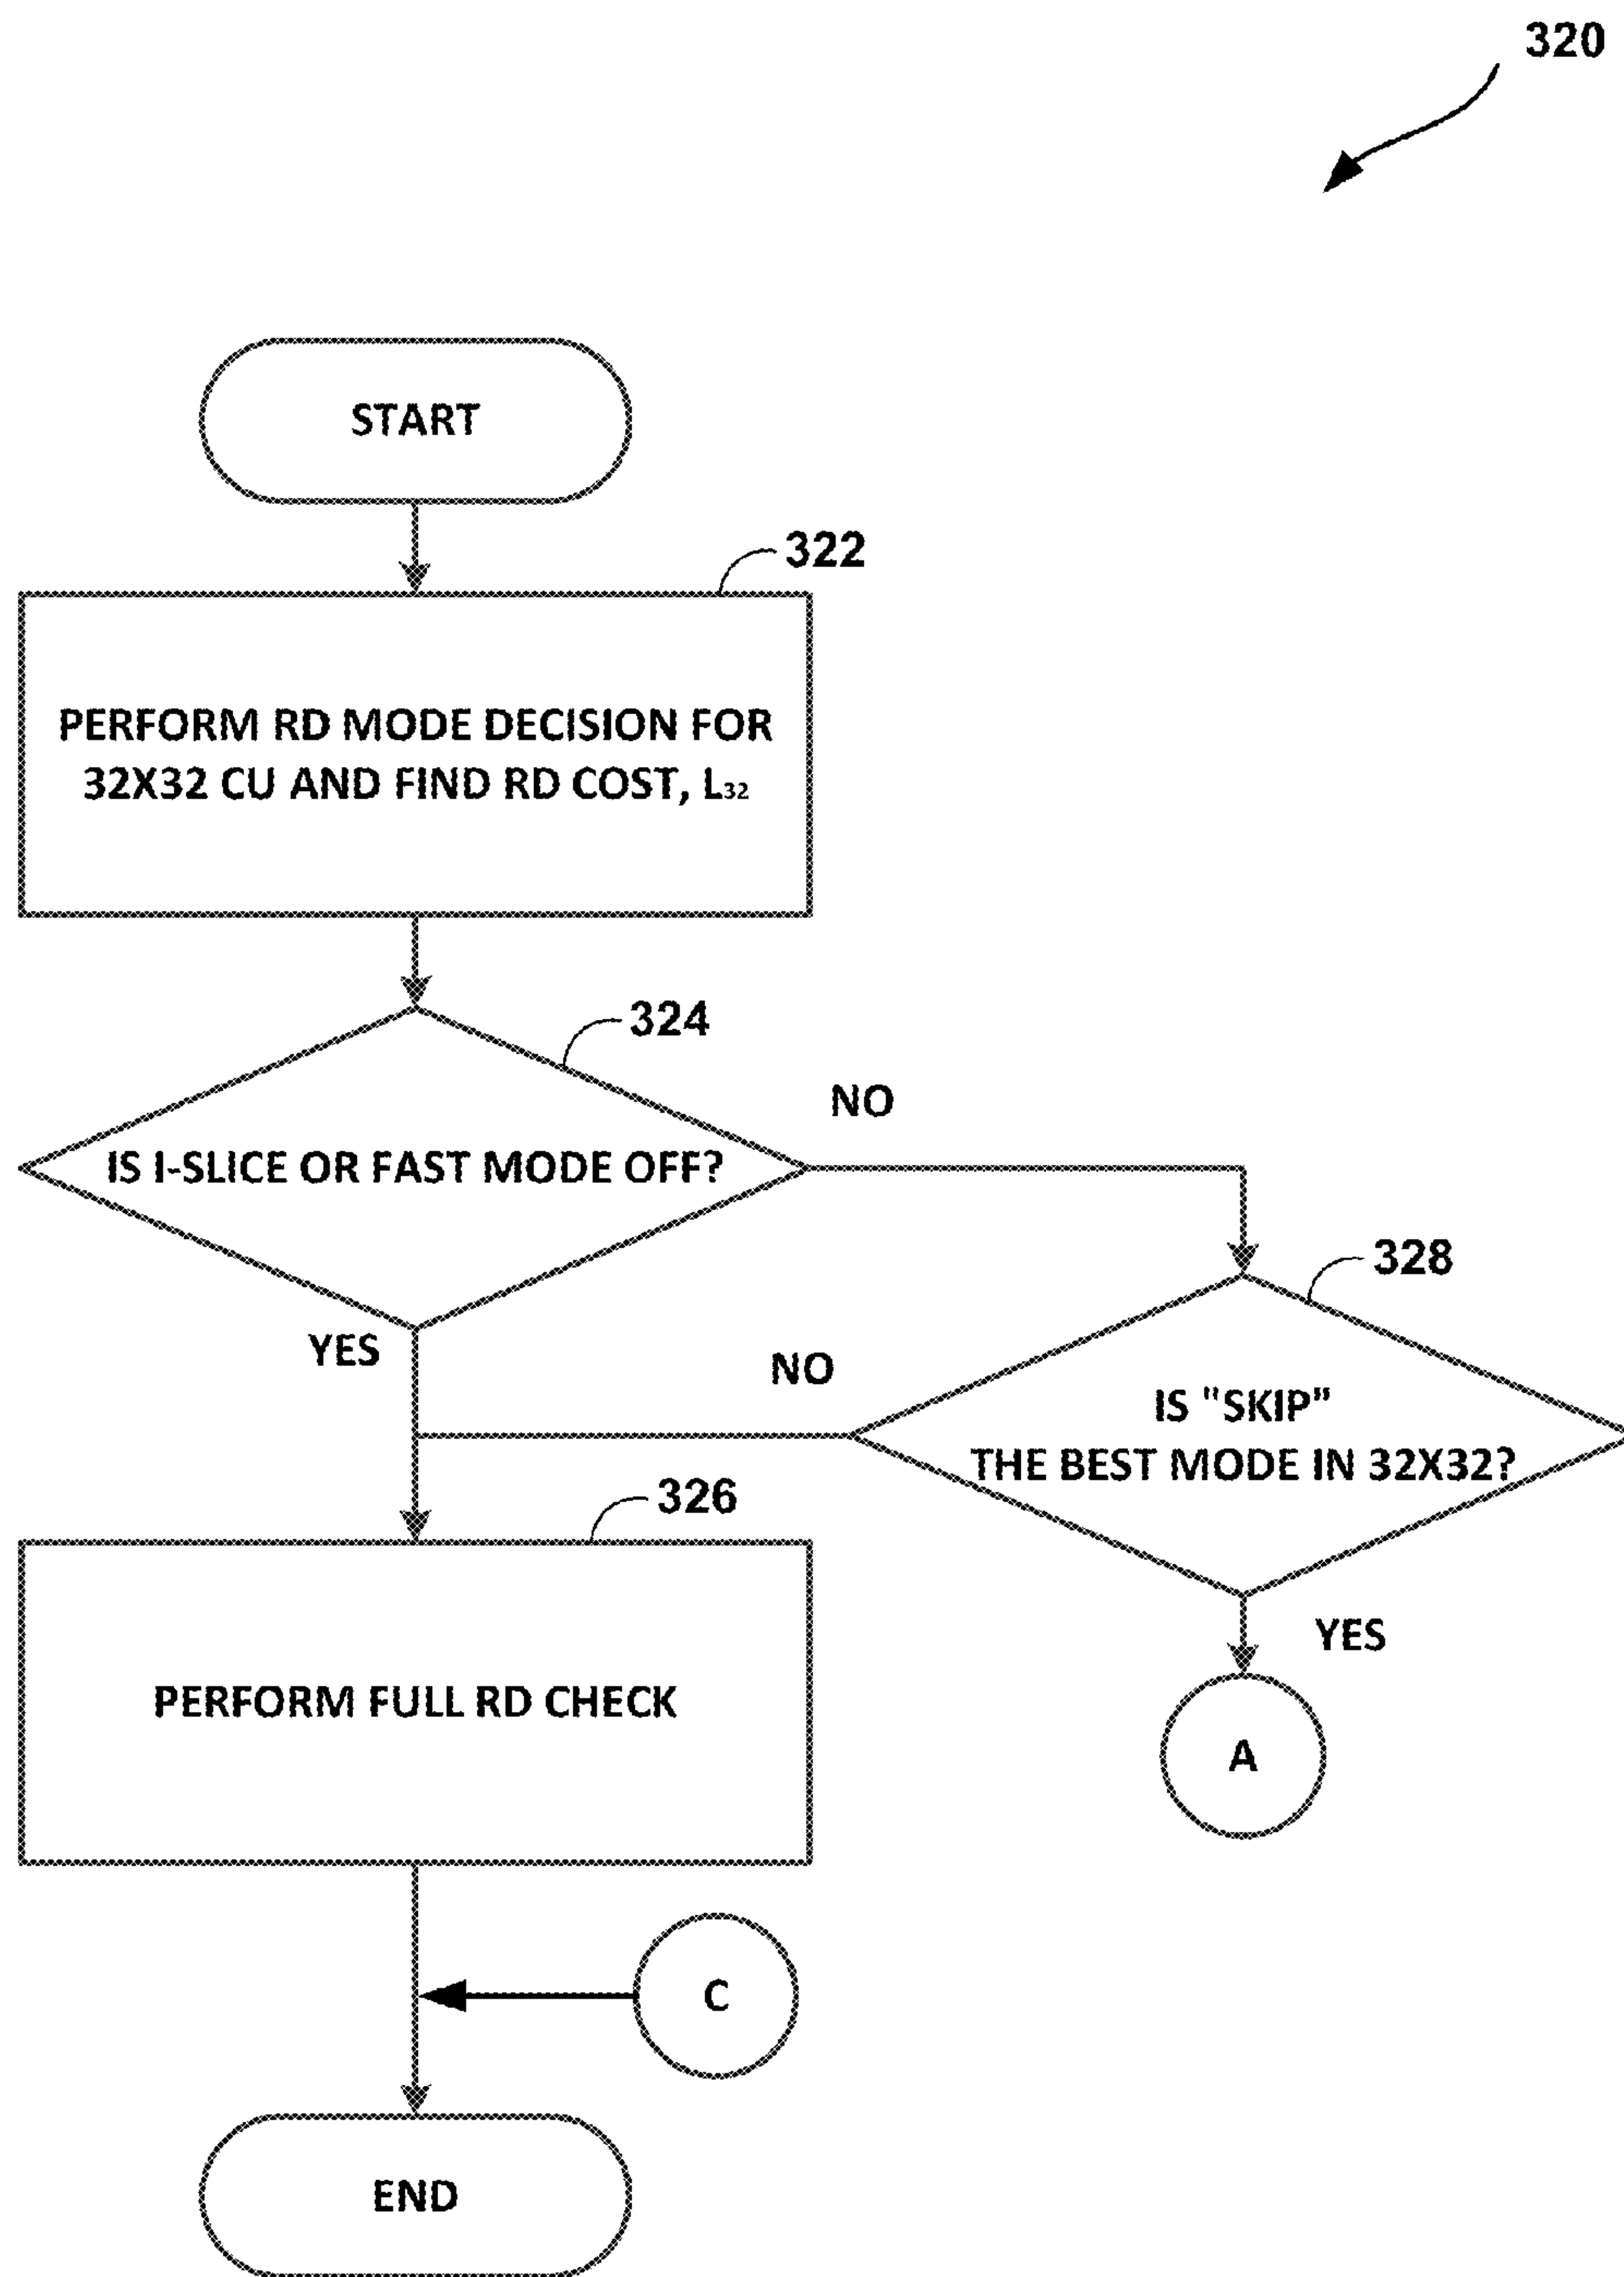 320
START
322
PERFORM RD MODE DECISION FOR
32X32 CU AND FIND RD COST, L32
324
NO
IS I-SLICE OR FAST MODE OFF?
328
YES
NO
IS "SKIP"
THE BEST MODE IN 32X32?
326
YES
PERFORM FULL RD CHECK
A
C
END